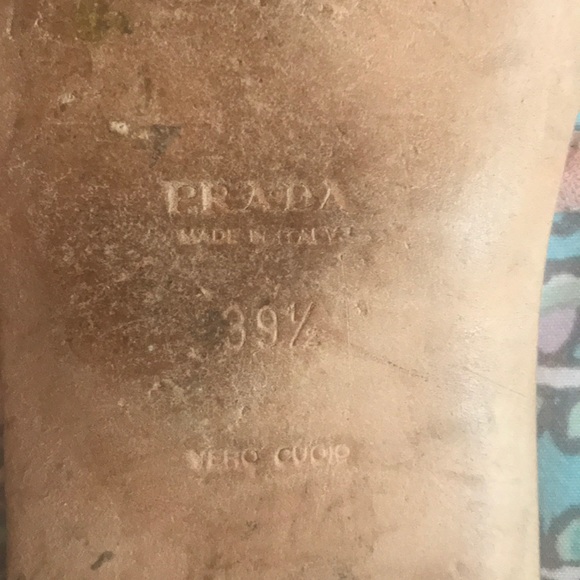 PRADA
MADE IN ITALY
39½
VERO CUOIO